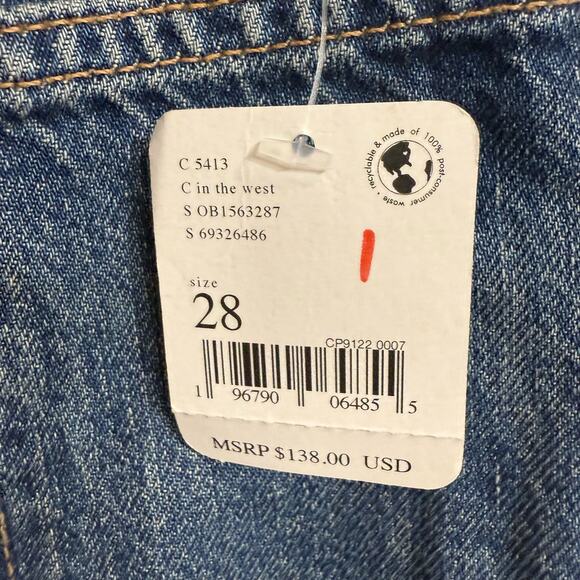 C 5413
C in the west
S OB1563287
S 69326486
recyclable & made of 100% post-consumer waste •
size
28
CP9122 0007
1 96790 06485 5
MSRP $138.00 USD